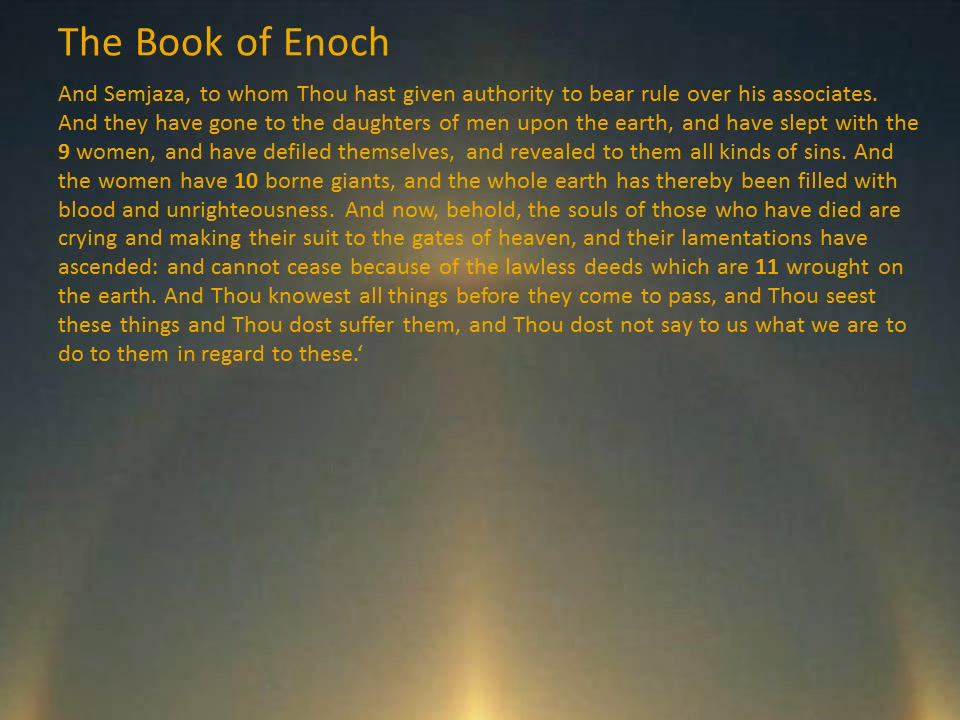 The Book of Enoch
And Semjaza, to whom Thou hast given authority to bear rule over his associates.
And they have gone to the daughters of men upon the earth, and have slept with the
9 women, and have defiled themselves, and revealed to them all kinds of sins. And
the women have 10 borne giants, and the whole earth has thereby been filled with
blood and unrighteousness. And now, behold, the souls of those who have died are
crying and making their suit to the gates of heaven, and their lamentations have
ascended: and cannot cease because of the lawless deeds which are 11 wrought on
the earth. And Thou knowest all things before they come to pass, and Thou seest
these things and Thou dost suffer them, and Thou dost not say to us what we are to
do to them in regard to these.‘